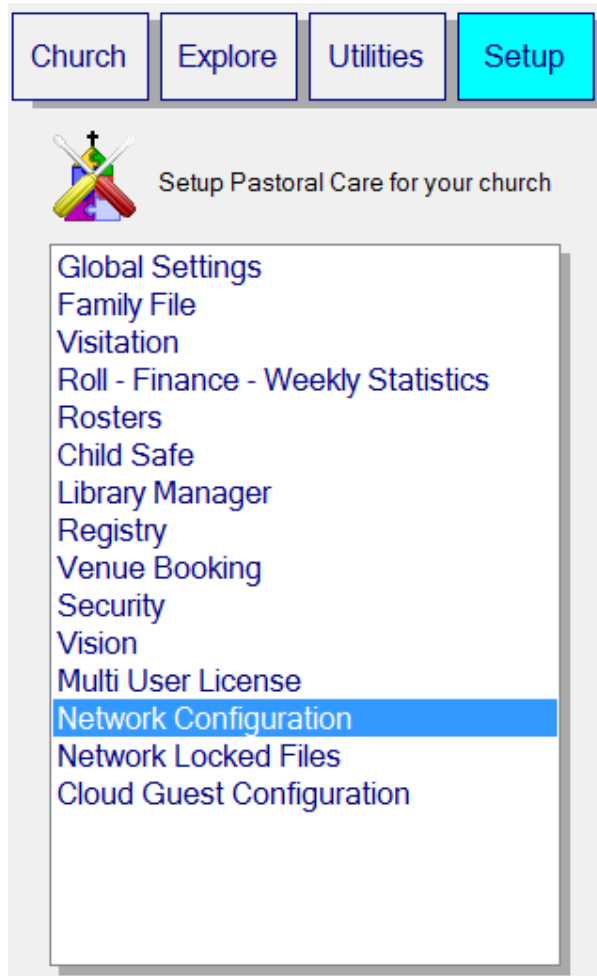 Church Explore Utilities Setup
Setup Pastoral Care for your church
Global Settings
Family File
Visitation
Roll - Finance - Weekly Statistics
Rosters
Child Safe
Library Manager
Registry
Venue Booking
Security
Vision
Multi User License
Network Configuration
Network Locked Files
Cloud Guest Configuration